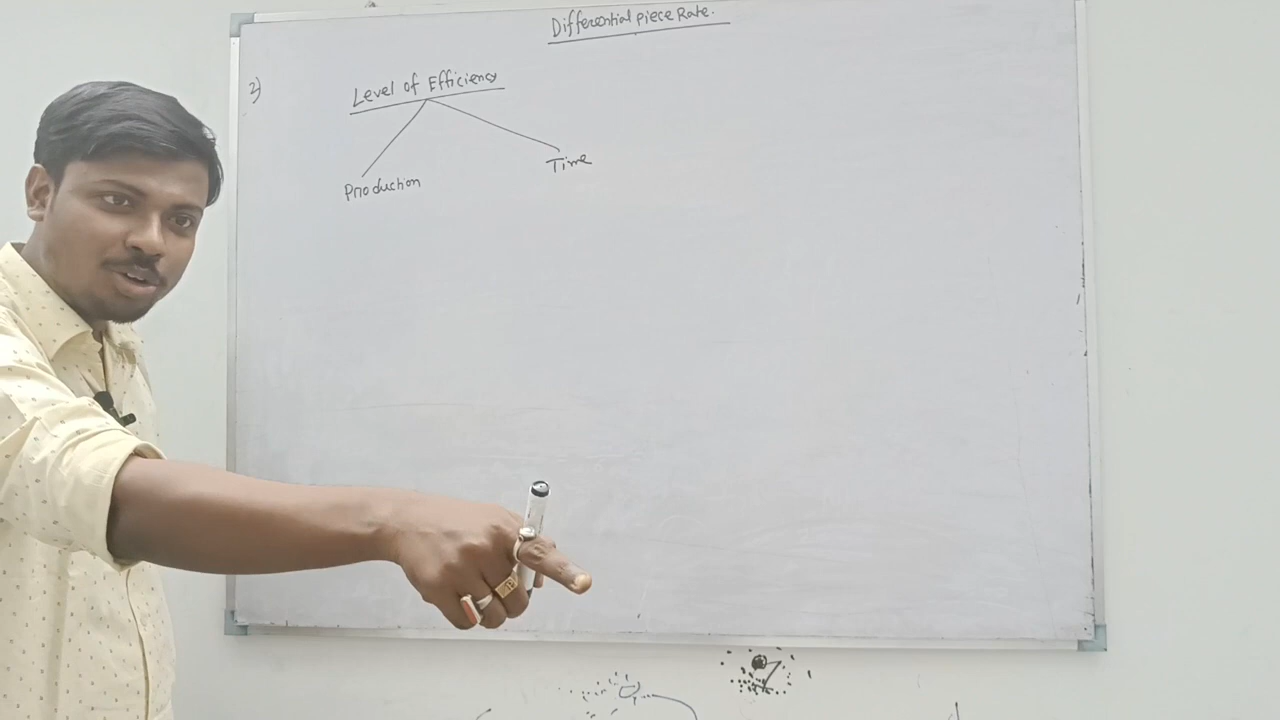 Differential piece Rate.
2)
Level of Efficiency
Production
Time